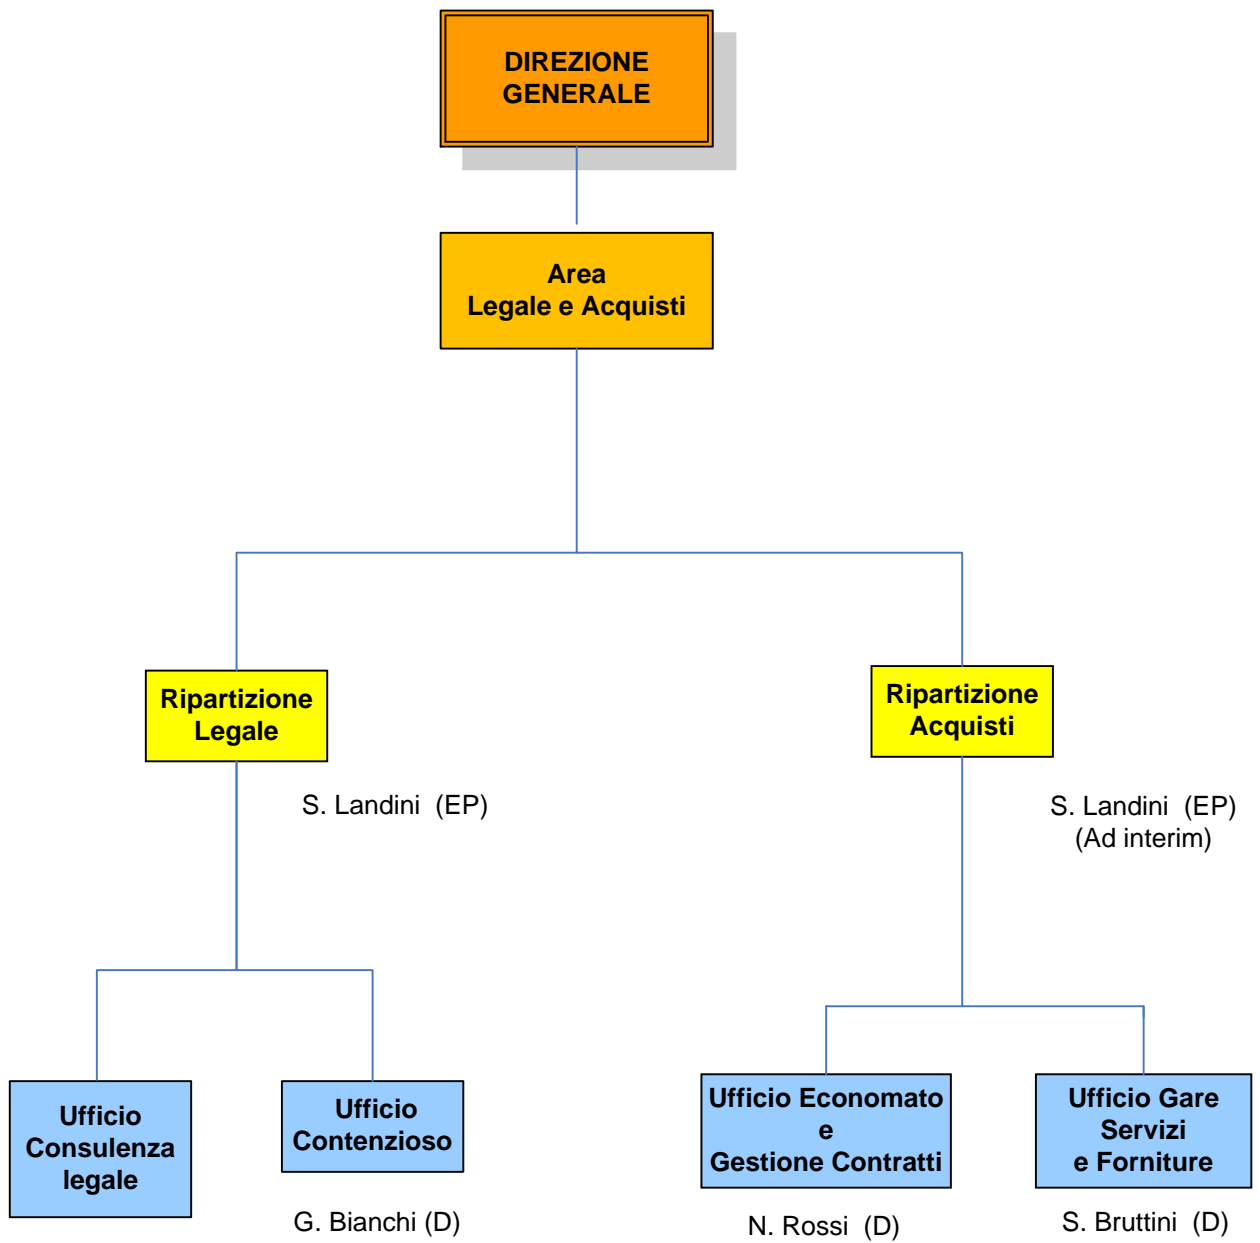 DIREZIONE
GENERALE
Area
Legale e Acquisti
Ripartizione
Legale
S. Landini (EP)
Ripartizione
Acquisti
S. Landini (EP)
(Ad interim)
Ufficio
Consulenza
legale
Ufficio
Contenzioso
G. Bianchi (D)
Ufficio Economato
e
Gestione Contratti
N. Rossi (D)
Ufficio Gare
Servizi
e Forniture
S. Bruttini (D)